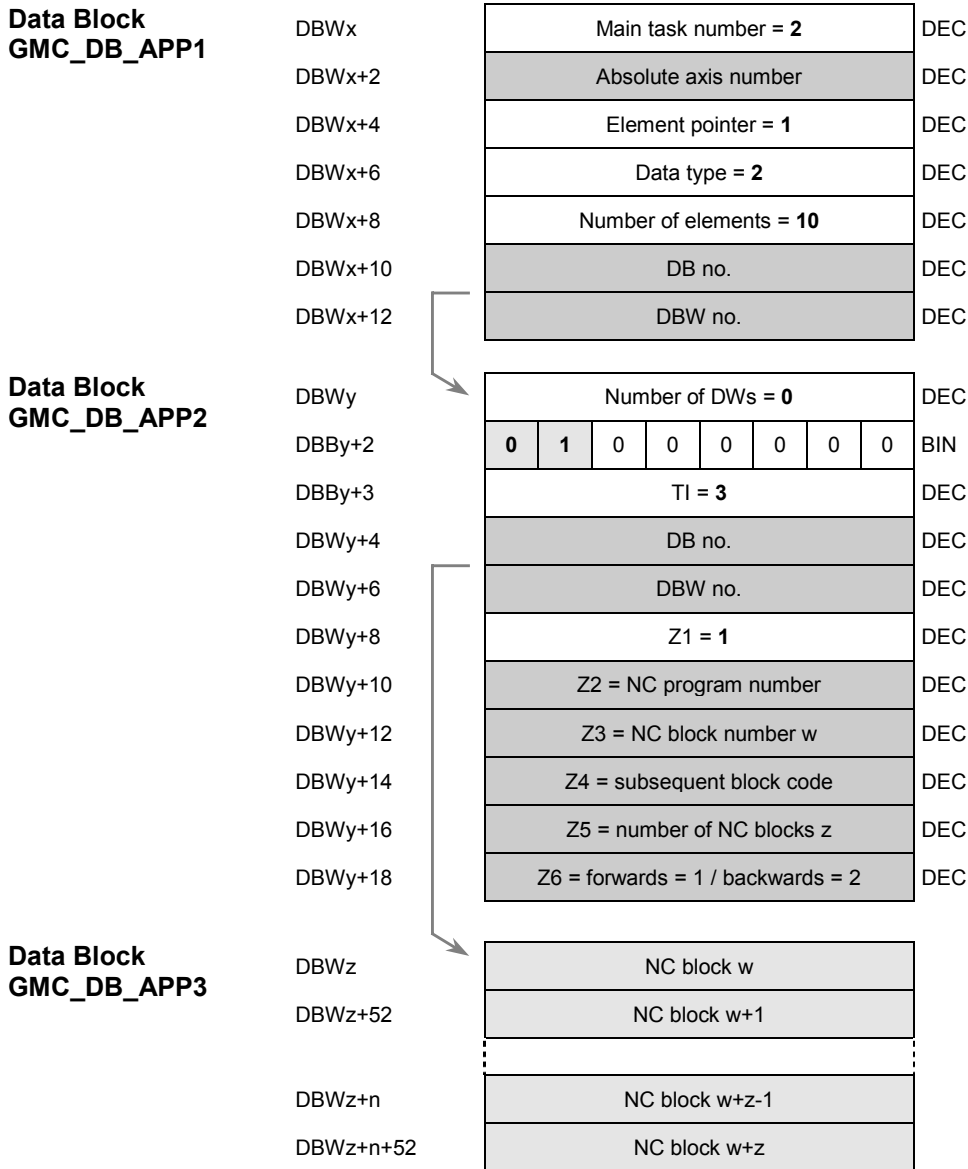 Data Block
GMC_DB_APP1
DBWx Main task number = 2 DEC
DBWx+2 Absolute axis number DEC
DBWx+4 Element pointer = 1 DEC
DBWx+6 Data type = 2 DEC
DBWx+8 Number of elements = 10 DEC
DBWx+10 DB no. DEC
DBWx+12 DBW no. DEC
Data Block
GMC_DB_APP2
DBWy Number of DWs = 0 DEC
DBBy+2 0 1 0 0 0 0 0 0 BIN
DBBy+3 TI = 3 DEC
DBWy+4 DB no. DEC
DBWy+6 DBW no. DEC
DBWy+8 Z1 = 1 DEC
DBWy+10 Z2 = NC program number DEC
DBWy+12 Z3 = NC block number w DEC
DBWy+14 Z4 = subsequent block code DEC
DBWy+16 Z5 = number of NC blocks z DEC
DBWy+18 Z6 = forwards = 1 / backwards = 2 DEC
Data Block
GMC_DB_APP3
DBWz NC block w
DBWz+52 NC block w+1
DBWz+n NC block w+z-1
DBWz+n+52 NC block w+z